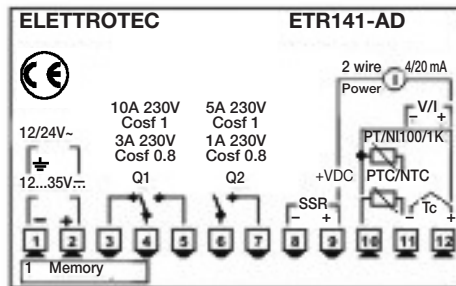 ELETTROTEC ETR141-AD
CE
2 wire 4/20 mA
Power I
10A 230V 5A 230V
Cosf 1 Cosf 1
V/I
- +
12/24V~
3A 230V 1A 230V
Cosf 0.8 Cosf 0.8
PT/NI100/1K
12...35V
Q1 Q2
+VDC
PTC/NTC
SSR
- +
- Tc +
- +
1 2 3 4 5 6 7 8 9 10 11 12
1 Memory